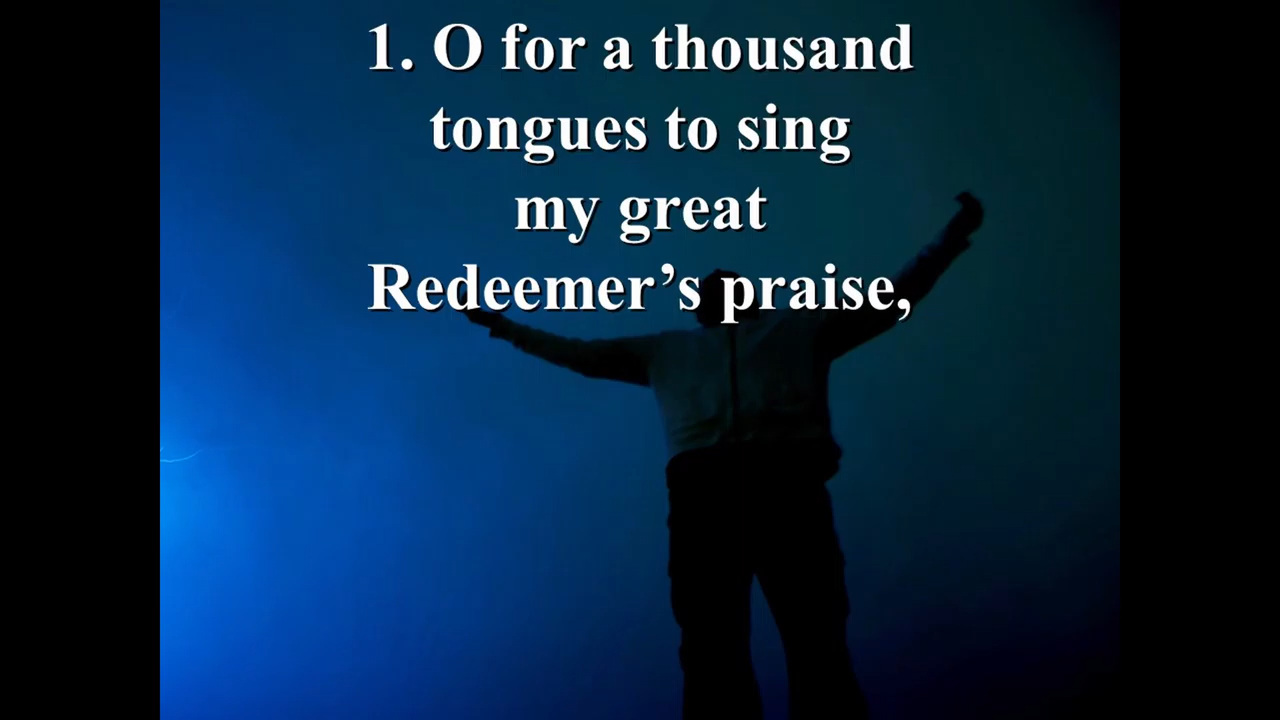 1. O for a thousand
tongues to sing
my great
Redeemer’s praise,